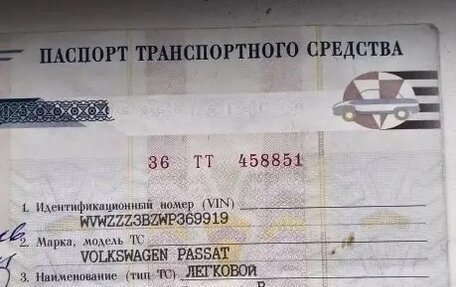 ПАСПОРТ ТРАНСПОРТНОГО СРЕДСТВА
36 ТТ 458851
1. Идентификационный номер (VIN)
WVWZZZ3BZWP369919
2. Марка, модель ТС
VOLKSWAGEN PASSAT
3. Наименование (тип ТС) ЛЕГКОВОЙ
В